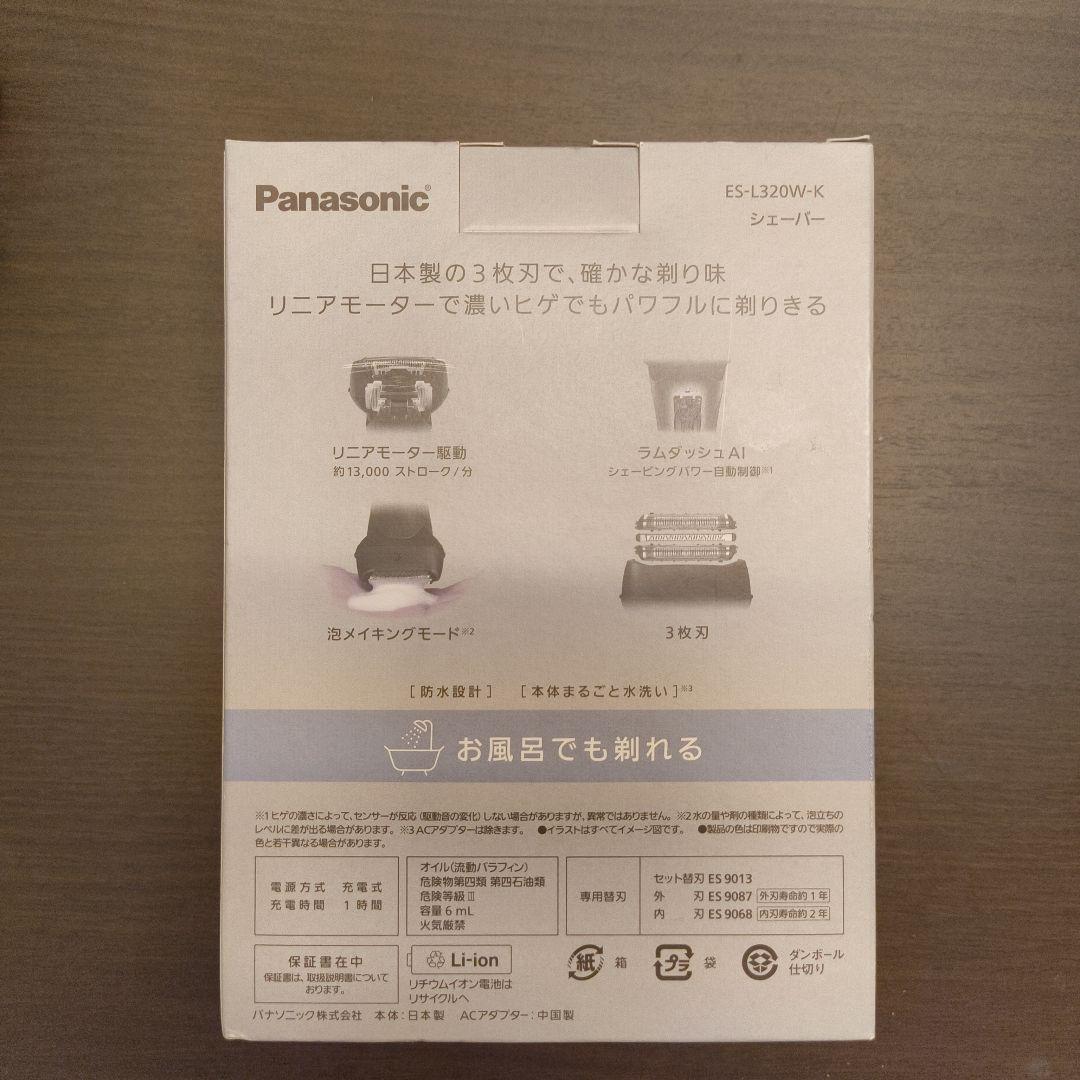 Panasonic®
ES-L320W-K
シェーバー
日本製の3枚刃で、確かな剃り味
リニアモーターで濃いヒゲでもパワフルに剃りきる
リニアモーター駆動
約13,000 ストローク/分
ラムダッシュAI
シェービングパワー自動制御※1
泡メイキングモード※2
3枚刃
[防水設計] [本体まるごと水洗い]※3
お風呂でも剃れる
※1 ヒゲの濃さによって、センサーが反応(駆動音の変化)しない場合がありますが、異常ではありません。※2 水の量や剤の種類によって、泡立ちの
レベルに差が出る場合があります。※3 ACアダプターは除きます。 ●イラストはすべてイメージ図です。 ●製品の色は印刷物ですので実際の
色と若干異なる場合があります。
電源方式 充電式
充電時間 1時間
オイル(流動パラフィン)
危険物第四類 第四石油類
危険等級Ⅲ
容量6 mL
火気厳禁
専用替刃
セット替刃 ES9013
外 刃 ES9087 外刃寿命約1年
内 刃 ES9068 内刃寿命約2年
保証書在中
保証書は、取扱説明書について
おります。
Li-ion
リチウムイオン電池は
リサイクルへ
紙 箱
プラ 袋
ダンボール
仕切り
パナソニック株式会社 本体:日本製 ACアダプター:中国製